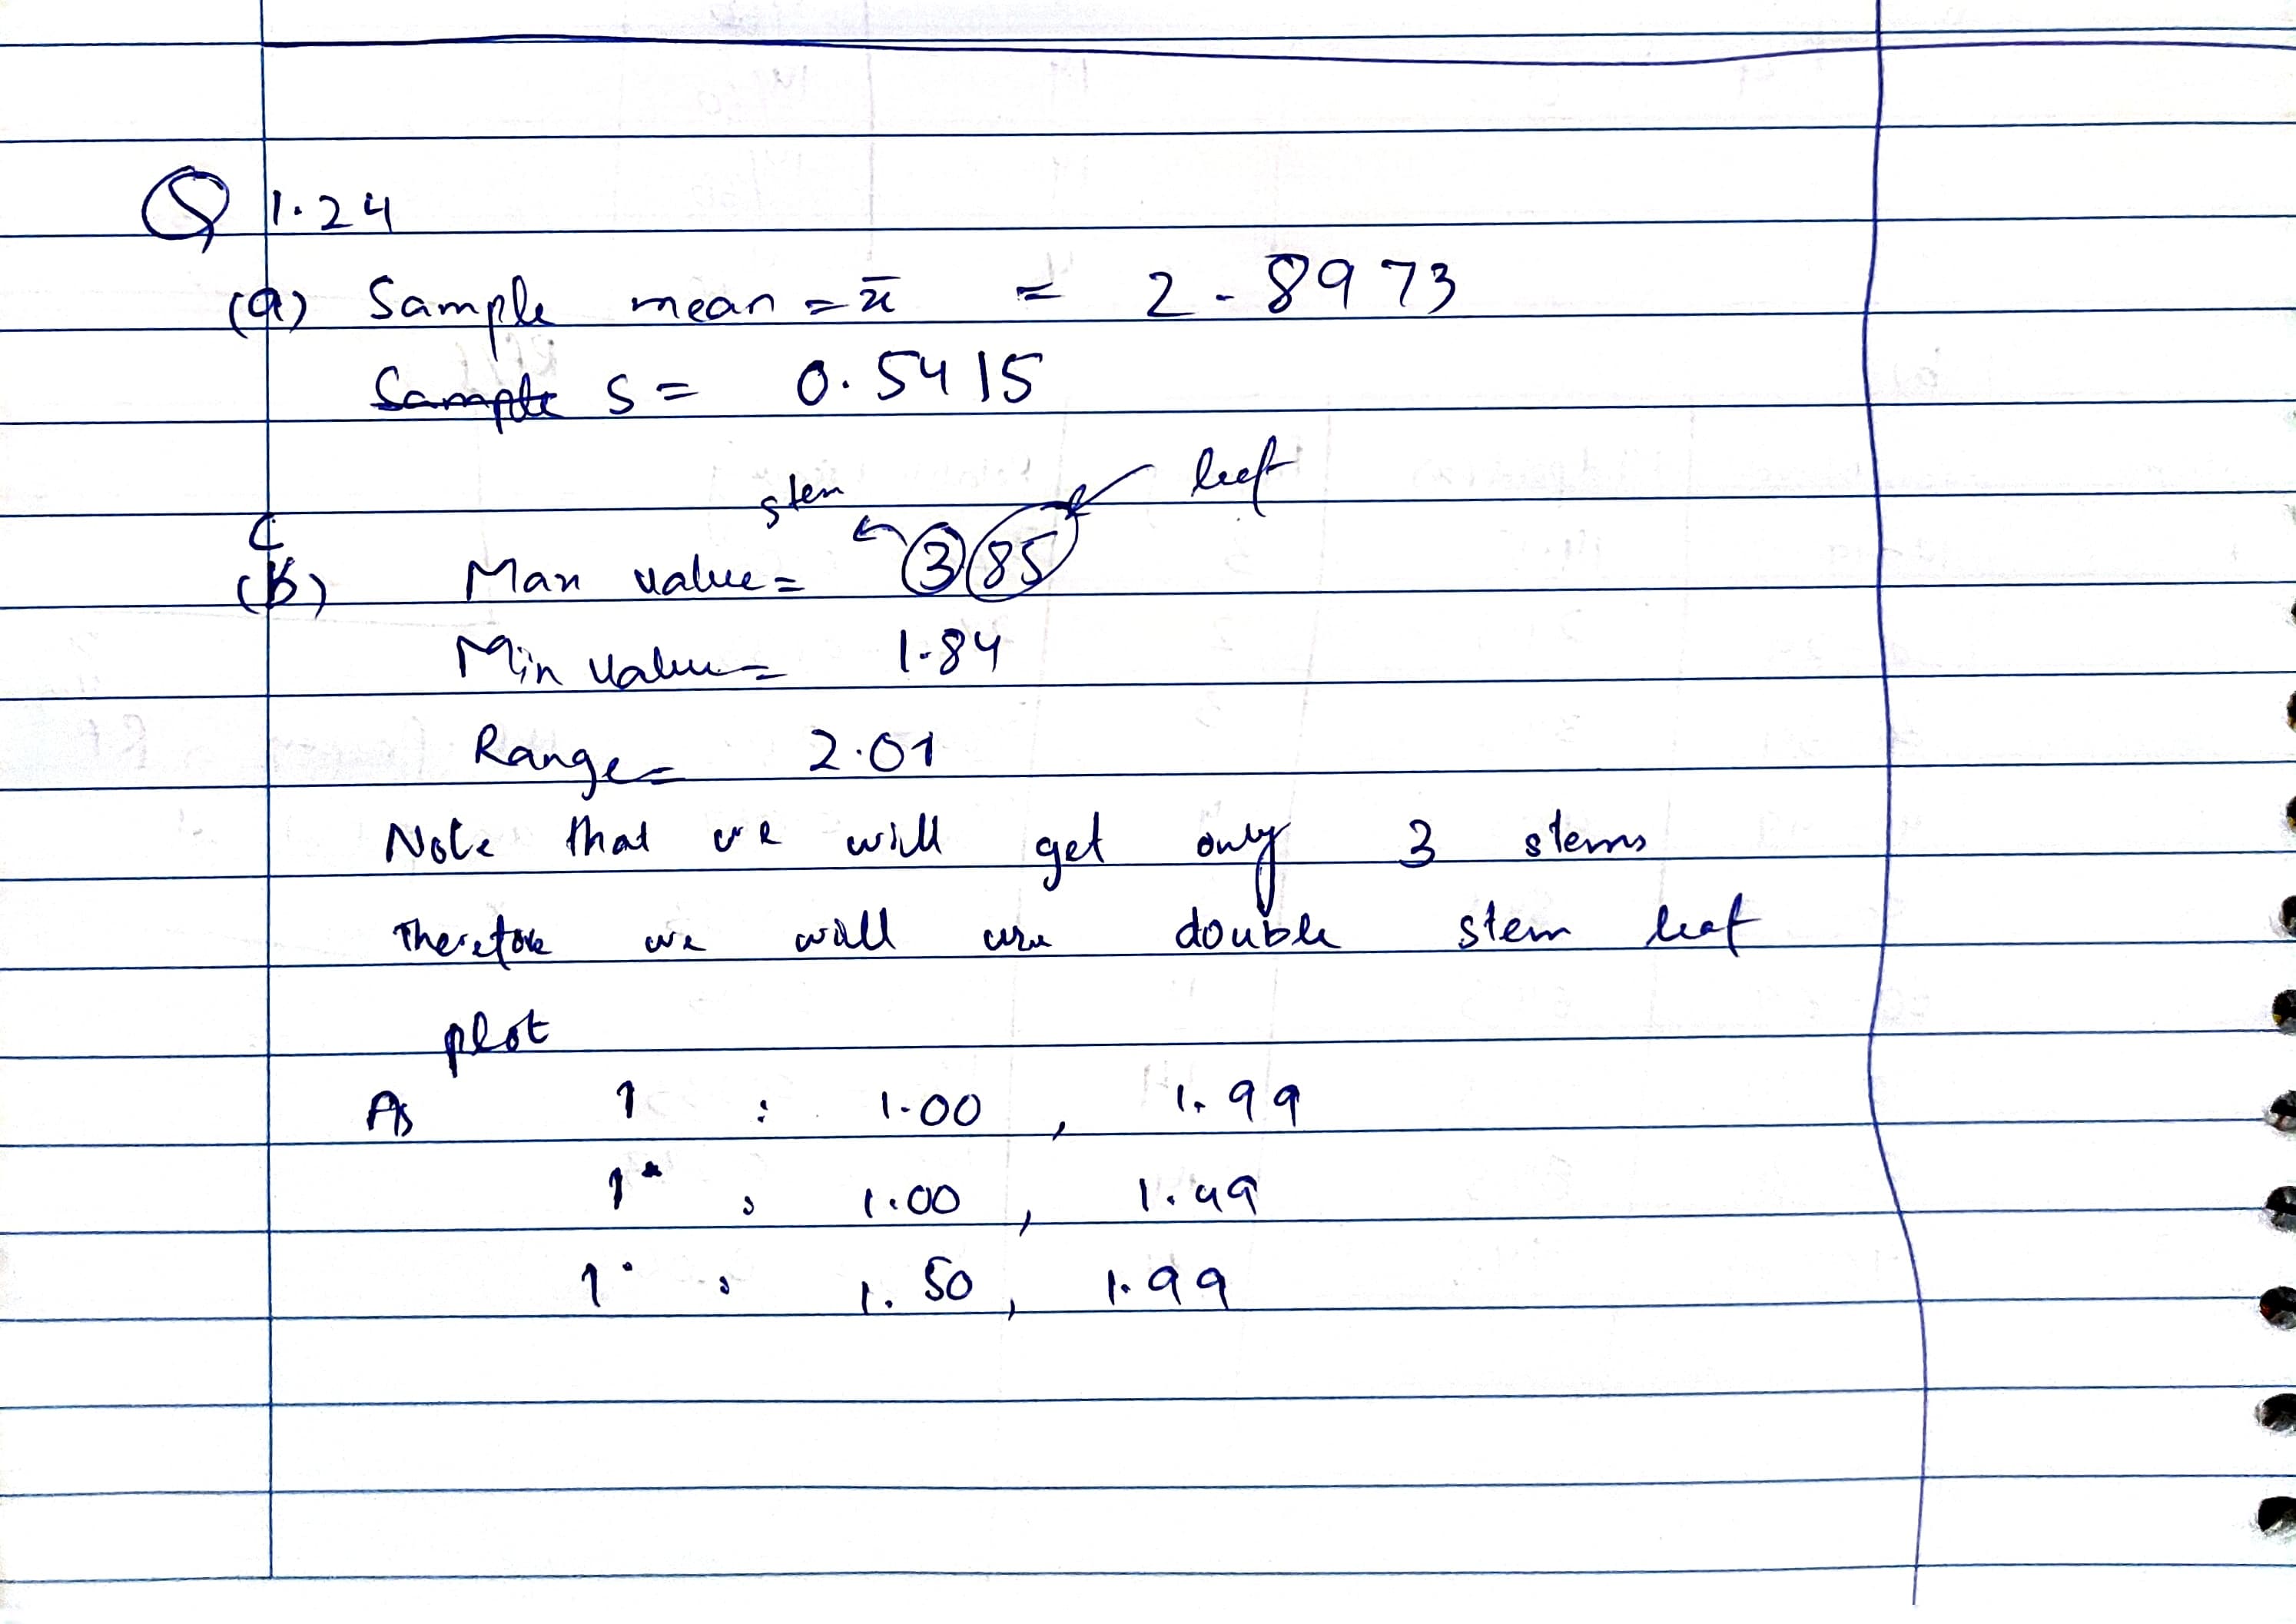 Q 1.24
(a) Sample mean = x̄ = 2.8973
Sample S = 0.5415
stem leef
C
(b) Max value = 3 85
Min value = 1.84
Range = 2.01
Note that we will get only 3 stems
Therefore we will use double stem leaf
plot
As 1 : 1.00 , 1.99
1* : 1.00 , 1.49
1· : 1.50 , 1.99